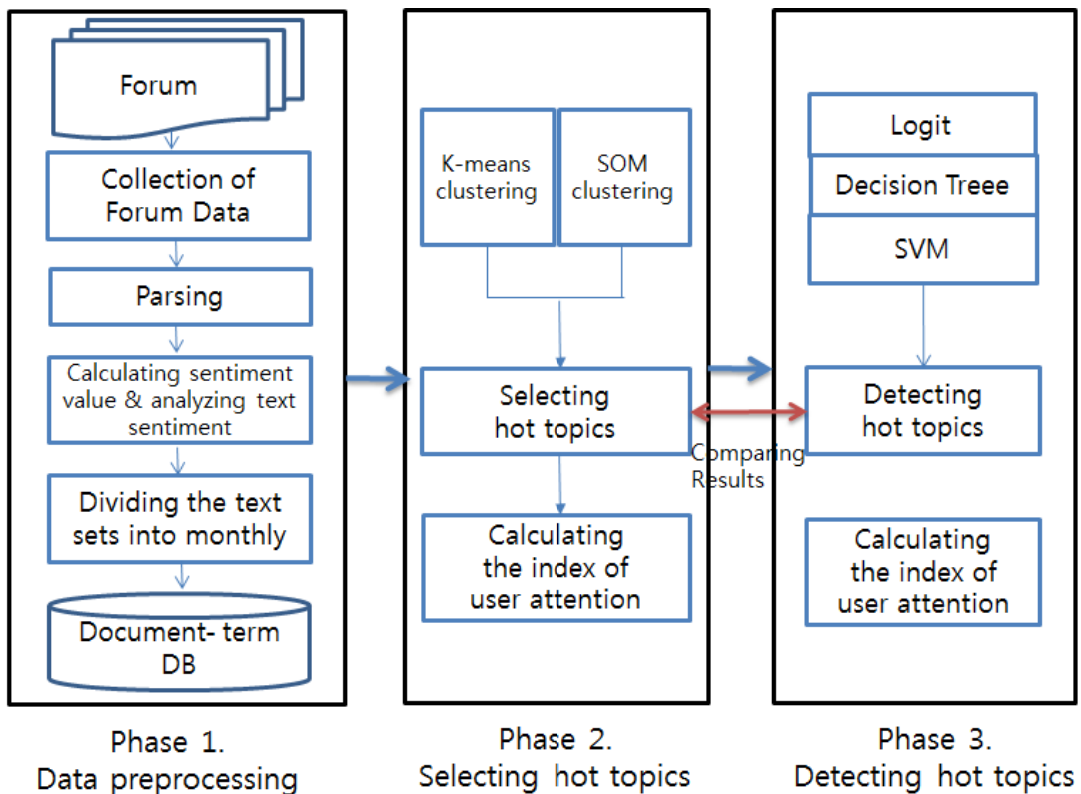 Forum
Collection of
Forum Data
Parsing
Calculating sentiment
value & analyzing text
sentiment
Dividing the text
sets into monthly
Document- term
DB
Phase 1.
Data preprocessing
K-means
clustering
SOM
clustering
Selecting
hot topics
Comparing
Results
Calculating
the index of
user attention
Phase 2.
Selecting hot topics
Logit
Decision Treee
SVM
Detecting
hot topics
Calculating
the index of
user attention
Phase 3.
Detecting hot topics